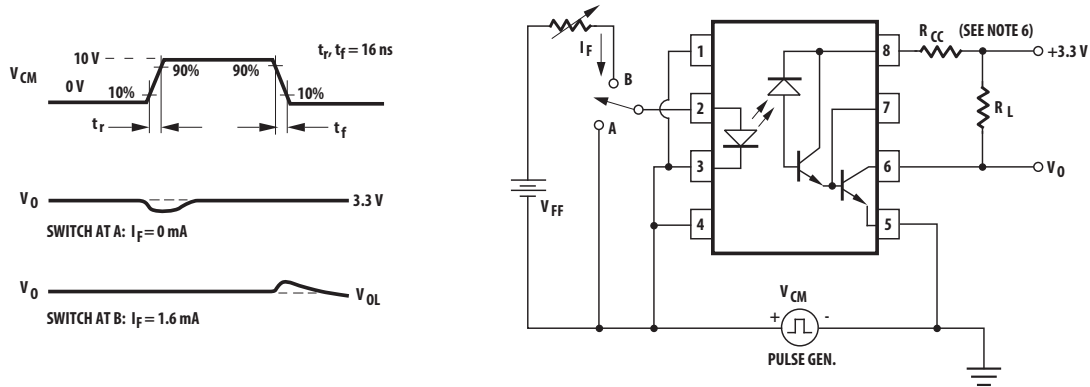 t r, t f = 16 ns
10 V
90% 90%
V CM
0 V
10% 10%
t r t f
V O 3.3 V
SWITCH AT A: I F = 0 mA
V O V OL
SWITCH AT B: I F = 1.6 mA
I F
B
A
V FF
1
2
3
4
8
7
6
5
R CC (SEE NOTE 6)
+3.3 V
R L
V O
V CM
+ -
PULSE GEN.